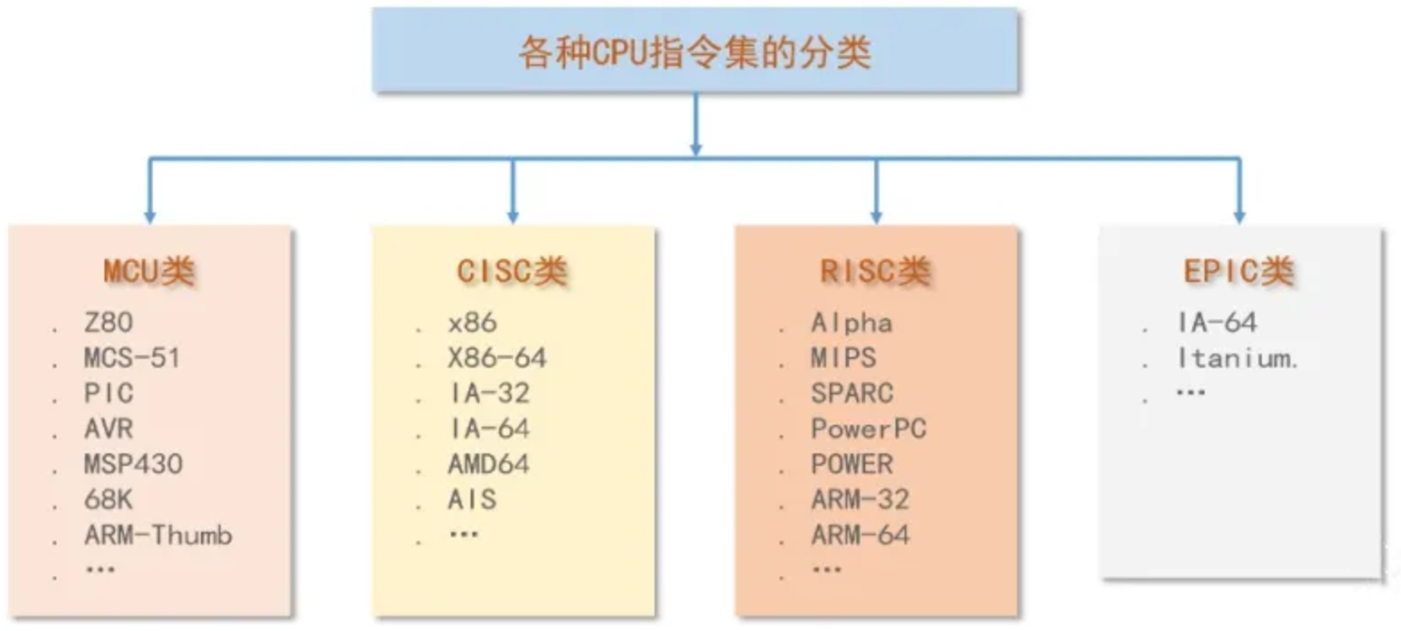 各种CPU指令集的分类
MCU类
. Z80
. MCS-51
. PIC
. AVR
. MSP430
. 68K
. ARM-Thumb
. …
CISC类
. x86
. X86-64
. IA-32
. IA-64
. AMD64
. AIS
. …
RISC类
. Alpha
. MIPS
. SPARC
. PowerPC
. POWER
. ARM-32
. ARM-64
. …
EPIC类
. IA-64
. Itanium.
. …